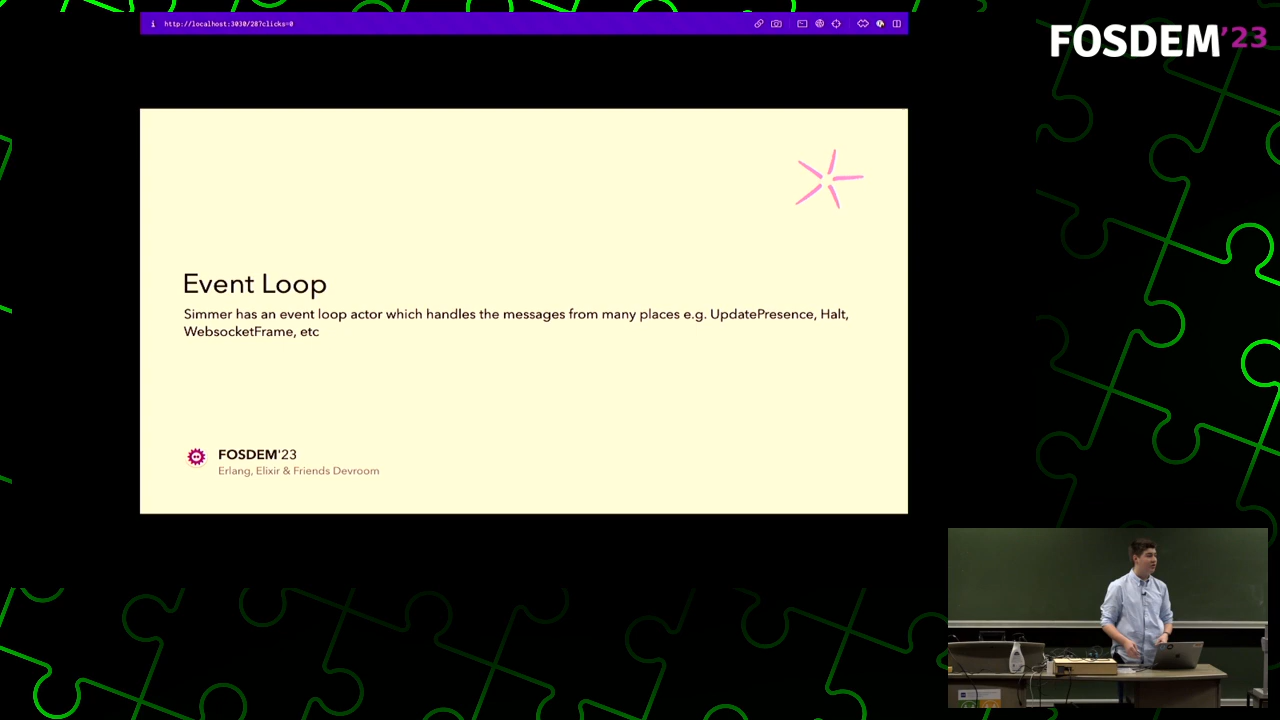 http://localhost:3030/28?clicks=0
FOSDEM'23
Event Loop
Simmer has an event loop actor which handles the messages from many places e.g. UpdatePresence, Halt,
WebsocketFrame, etc
FOSDEM'23
Erlang, Elixir & Friends Devroom